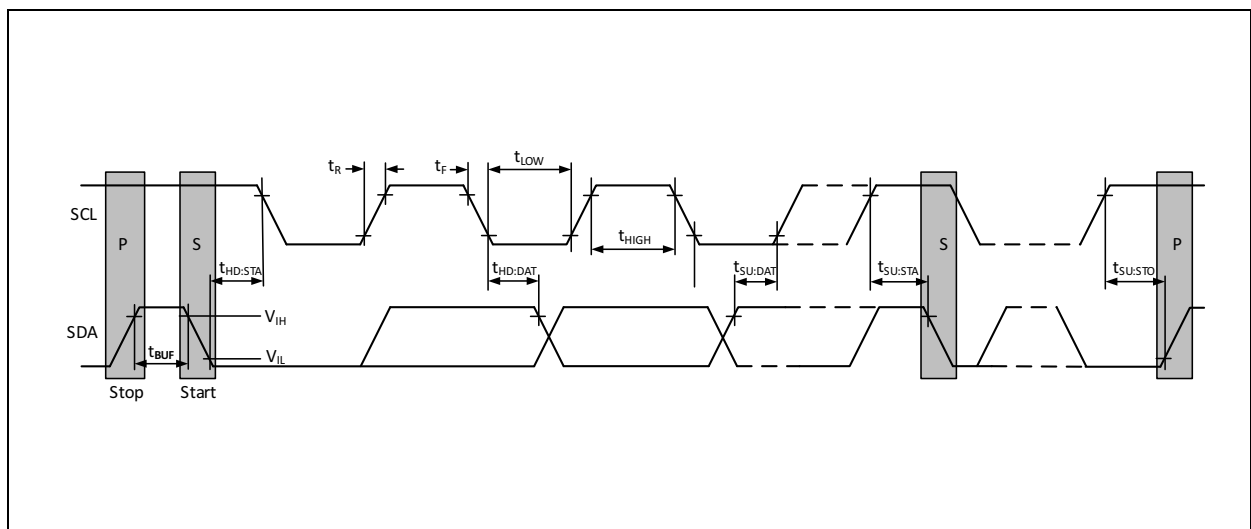 tR
tF
tLOW
SCL
P
S
tHIGH
S
P
tHD:STA
tHD:DAT
tSU:DAT
tSU:STA
tSU:STO
SDA
VIH
tBUF
VIL
Stop
Start